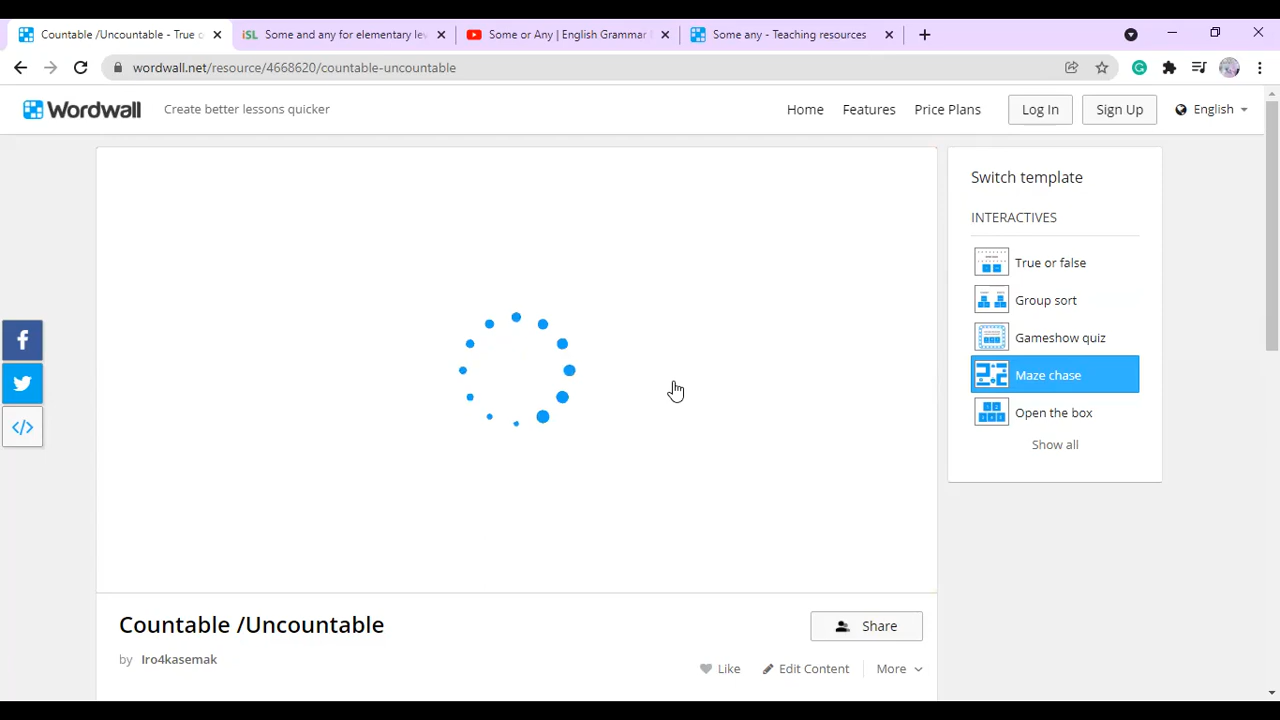 Countable /Uncountable - True o
Some and any for elementary lev
Some or Any | English Grammar
Some any - Teaching resources
wordwall.net/resource/4668620/countable-uncountable
Wordwall
Create better lessons quicker
Home
Features
Price Plans
Log In
Sign Up
English
Switch template
INTERACTIVES
True or false
Group sort
Gameshow quiz
Maze chase
Open the box
Show all
Countable /Uncountable
Share
by Iro4kasemak
Like
Edit Content
More